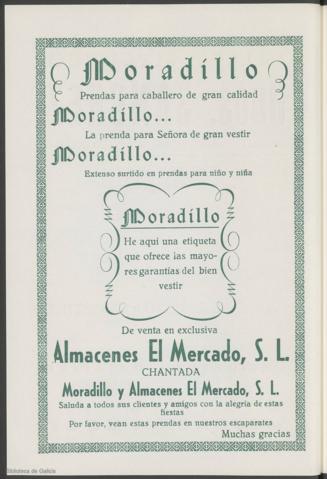 Moradillo
Prendas para caballero de gran calidad
Moradillo...
La prenda para Señora de gran vestir
Moradillo...
Extenso surtido en prendas para niño y niña
Moradillo
He aqui una etiqueta
que ofrece las mayo-
res garantías del bien
vestir
De venta en exclusiva
Almacenes El Mercado, S. L.
CHANTADA
Moradillo y Almacenes El Mercado, S. L.
Saluda a todos sus clientes y amigos con la alegria de estas
fiestas
Por favor, vean estas prendas en nuestros escaparates
Muchas gracias
Biblioteca de Galicia